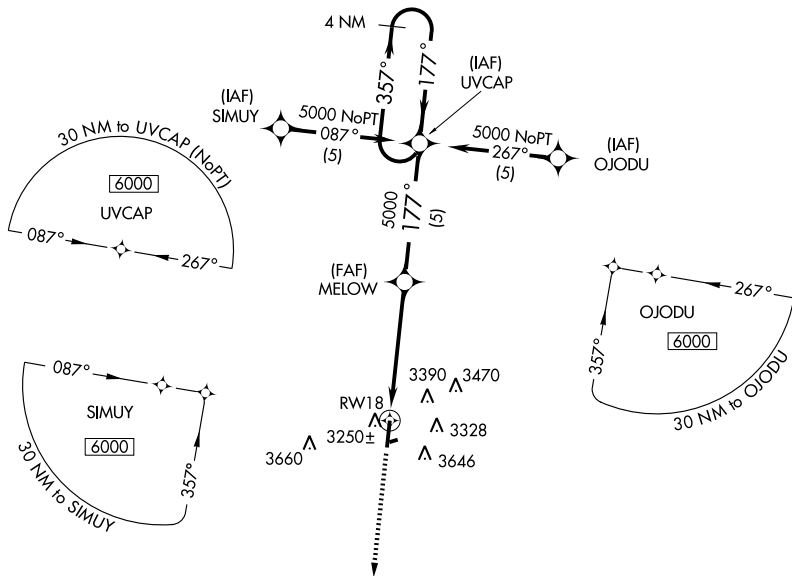 4 NM
357°
177°
(IAF)
UVCAP
(IAF)
SIMUY
5000 NoPT
087°
(5)
5000 NoPT
267°
(5)
(IAF)
OJODU
30 NM to UVCAP (NoPT)
6000
UVCAP
087°
267°
5000
177°
(5)
(FAF)
MELOW
087°
SIMUY
6000
357°
30 NM to SIMUY
267°
OJODU
6000
357°
30 NM to OJODU
3390
3470
RW18
3250±
3328
3660
3646